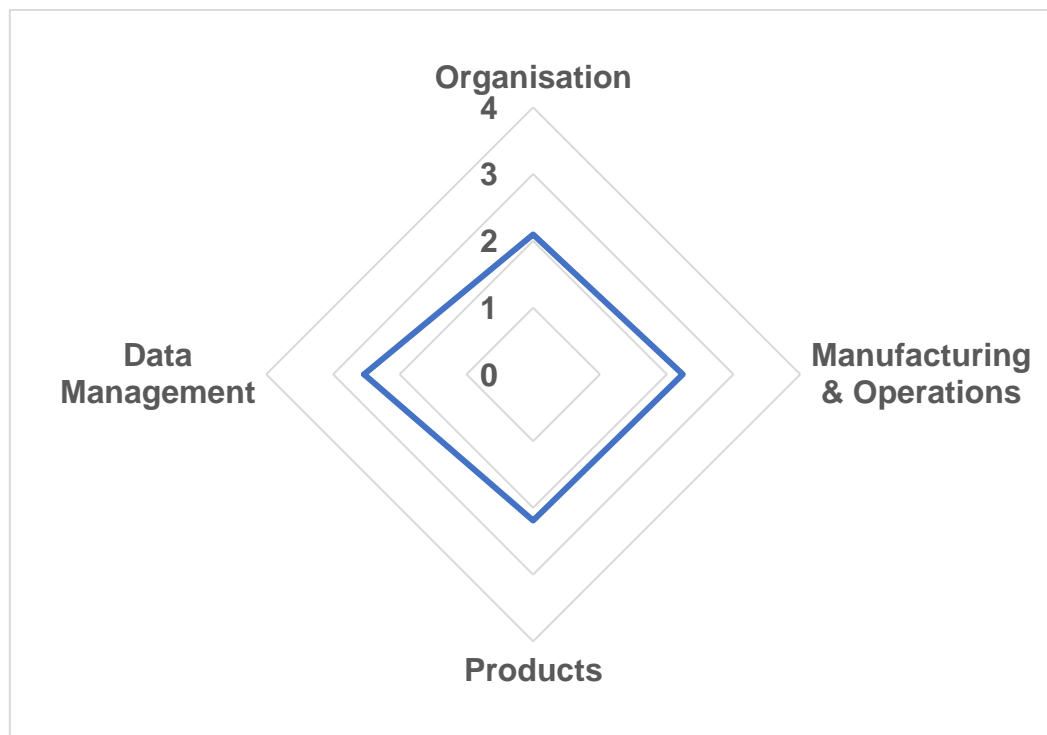 Organisation
4
3
2
1
0
Data
Management
Manufacturing
& Operations
Products